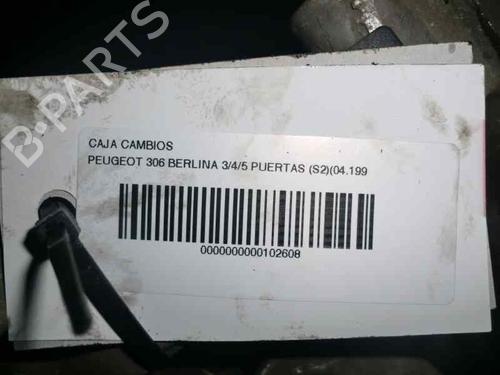 B-PARTS
CAJA CAMBIOS
PEUGEOT 306 BERLINA 3/4/5 PUERTAS (S2)(04.199
0000000000102608